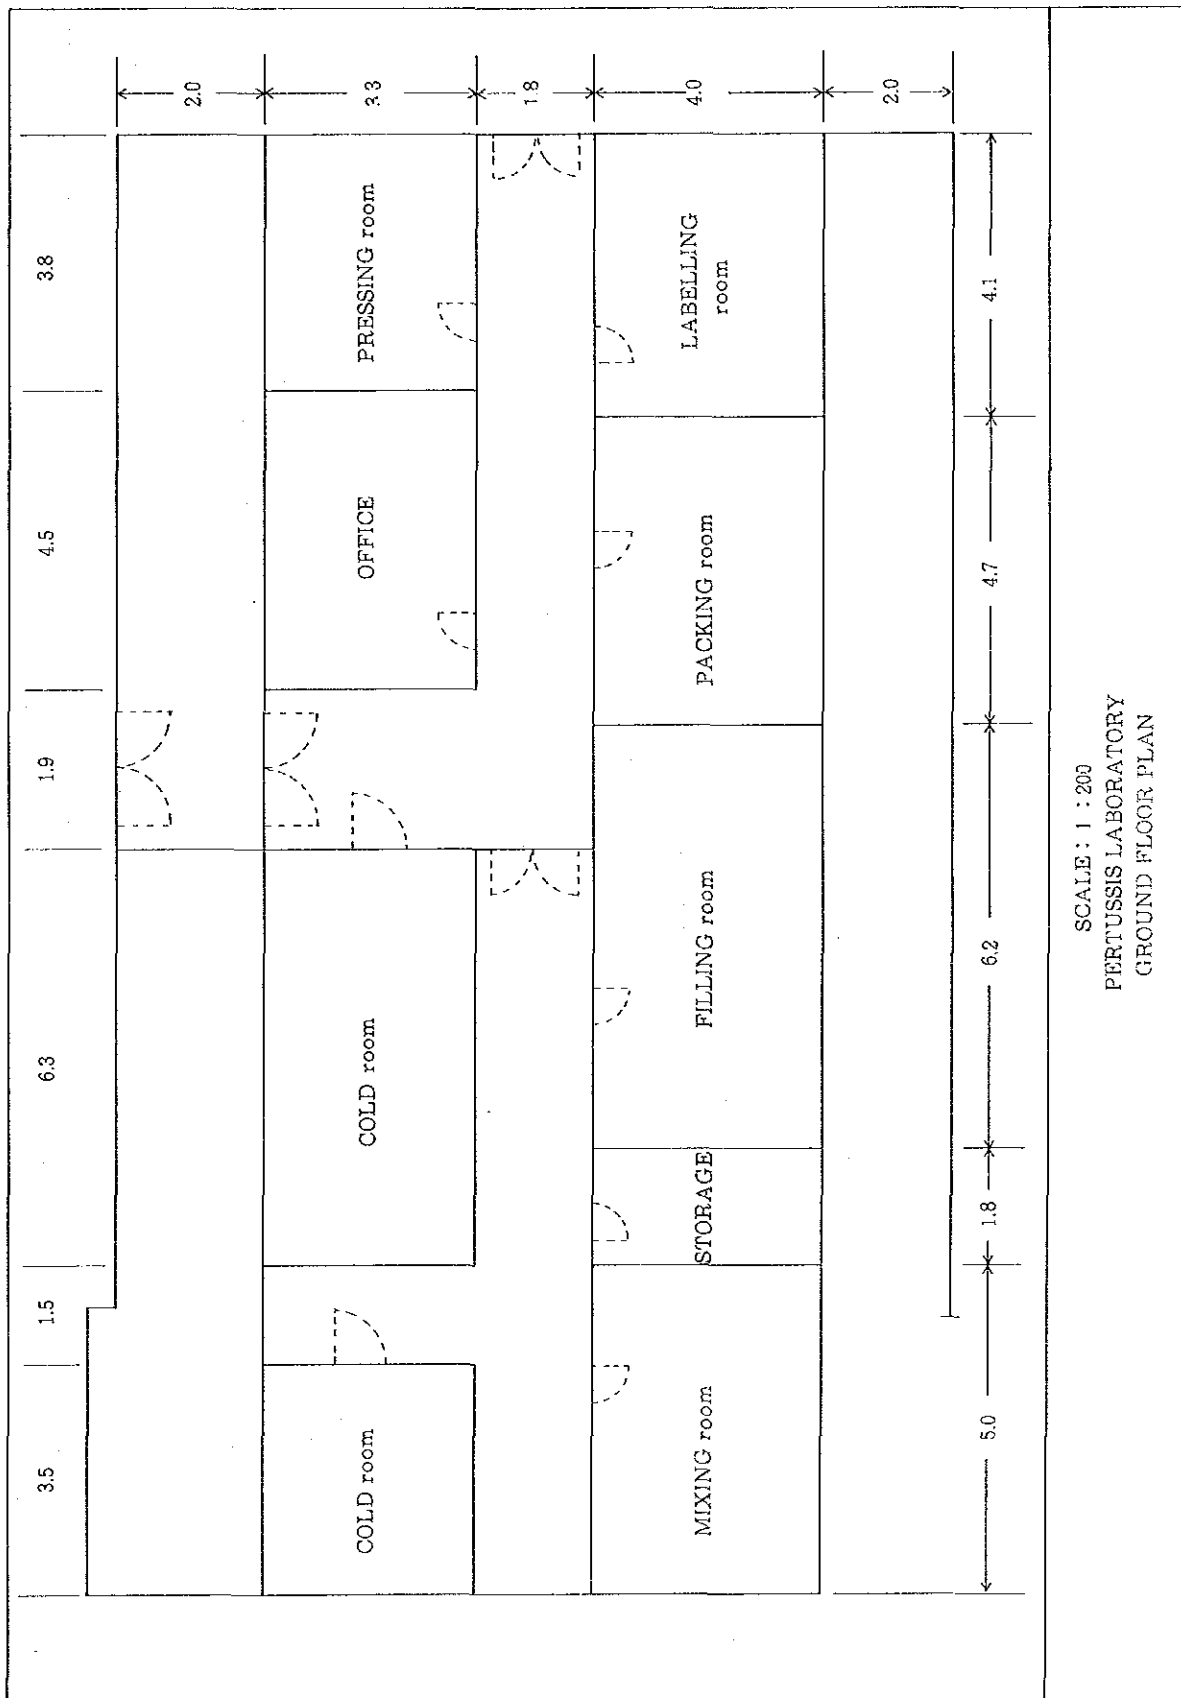 3.5
1.5
6.3
1.9
4.5
3.8
2.0
COLD room
COLD room
OFFICE
PRESSING room
3.3
1.8
MIXING room
STORAGE
FILLING room
PACKING room
LABELLING
room
4.0
2.0
5.0
1.8
6.2
4.7
4.1
SCALE : 1 : 200
PERTUSSIS LABORATORY
GROUND FLOOR PLAN